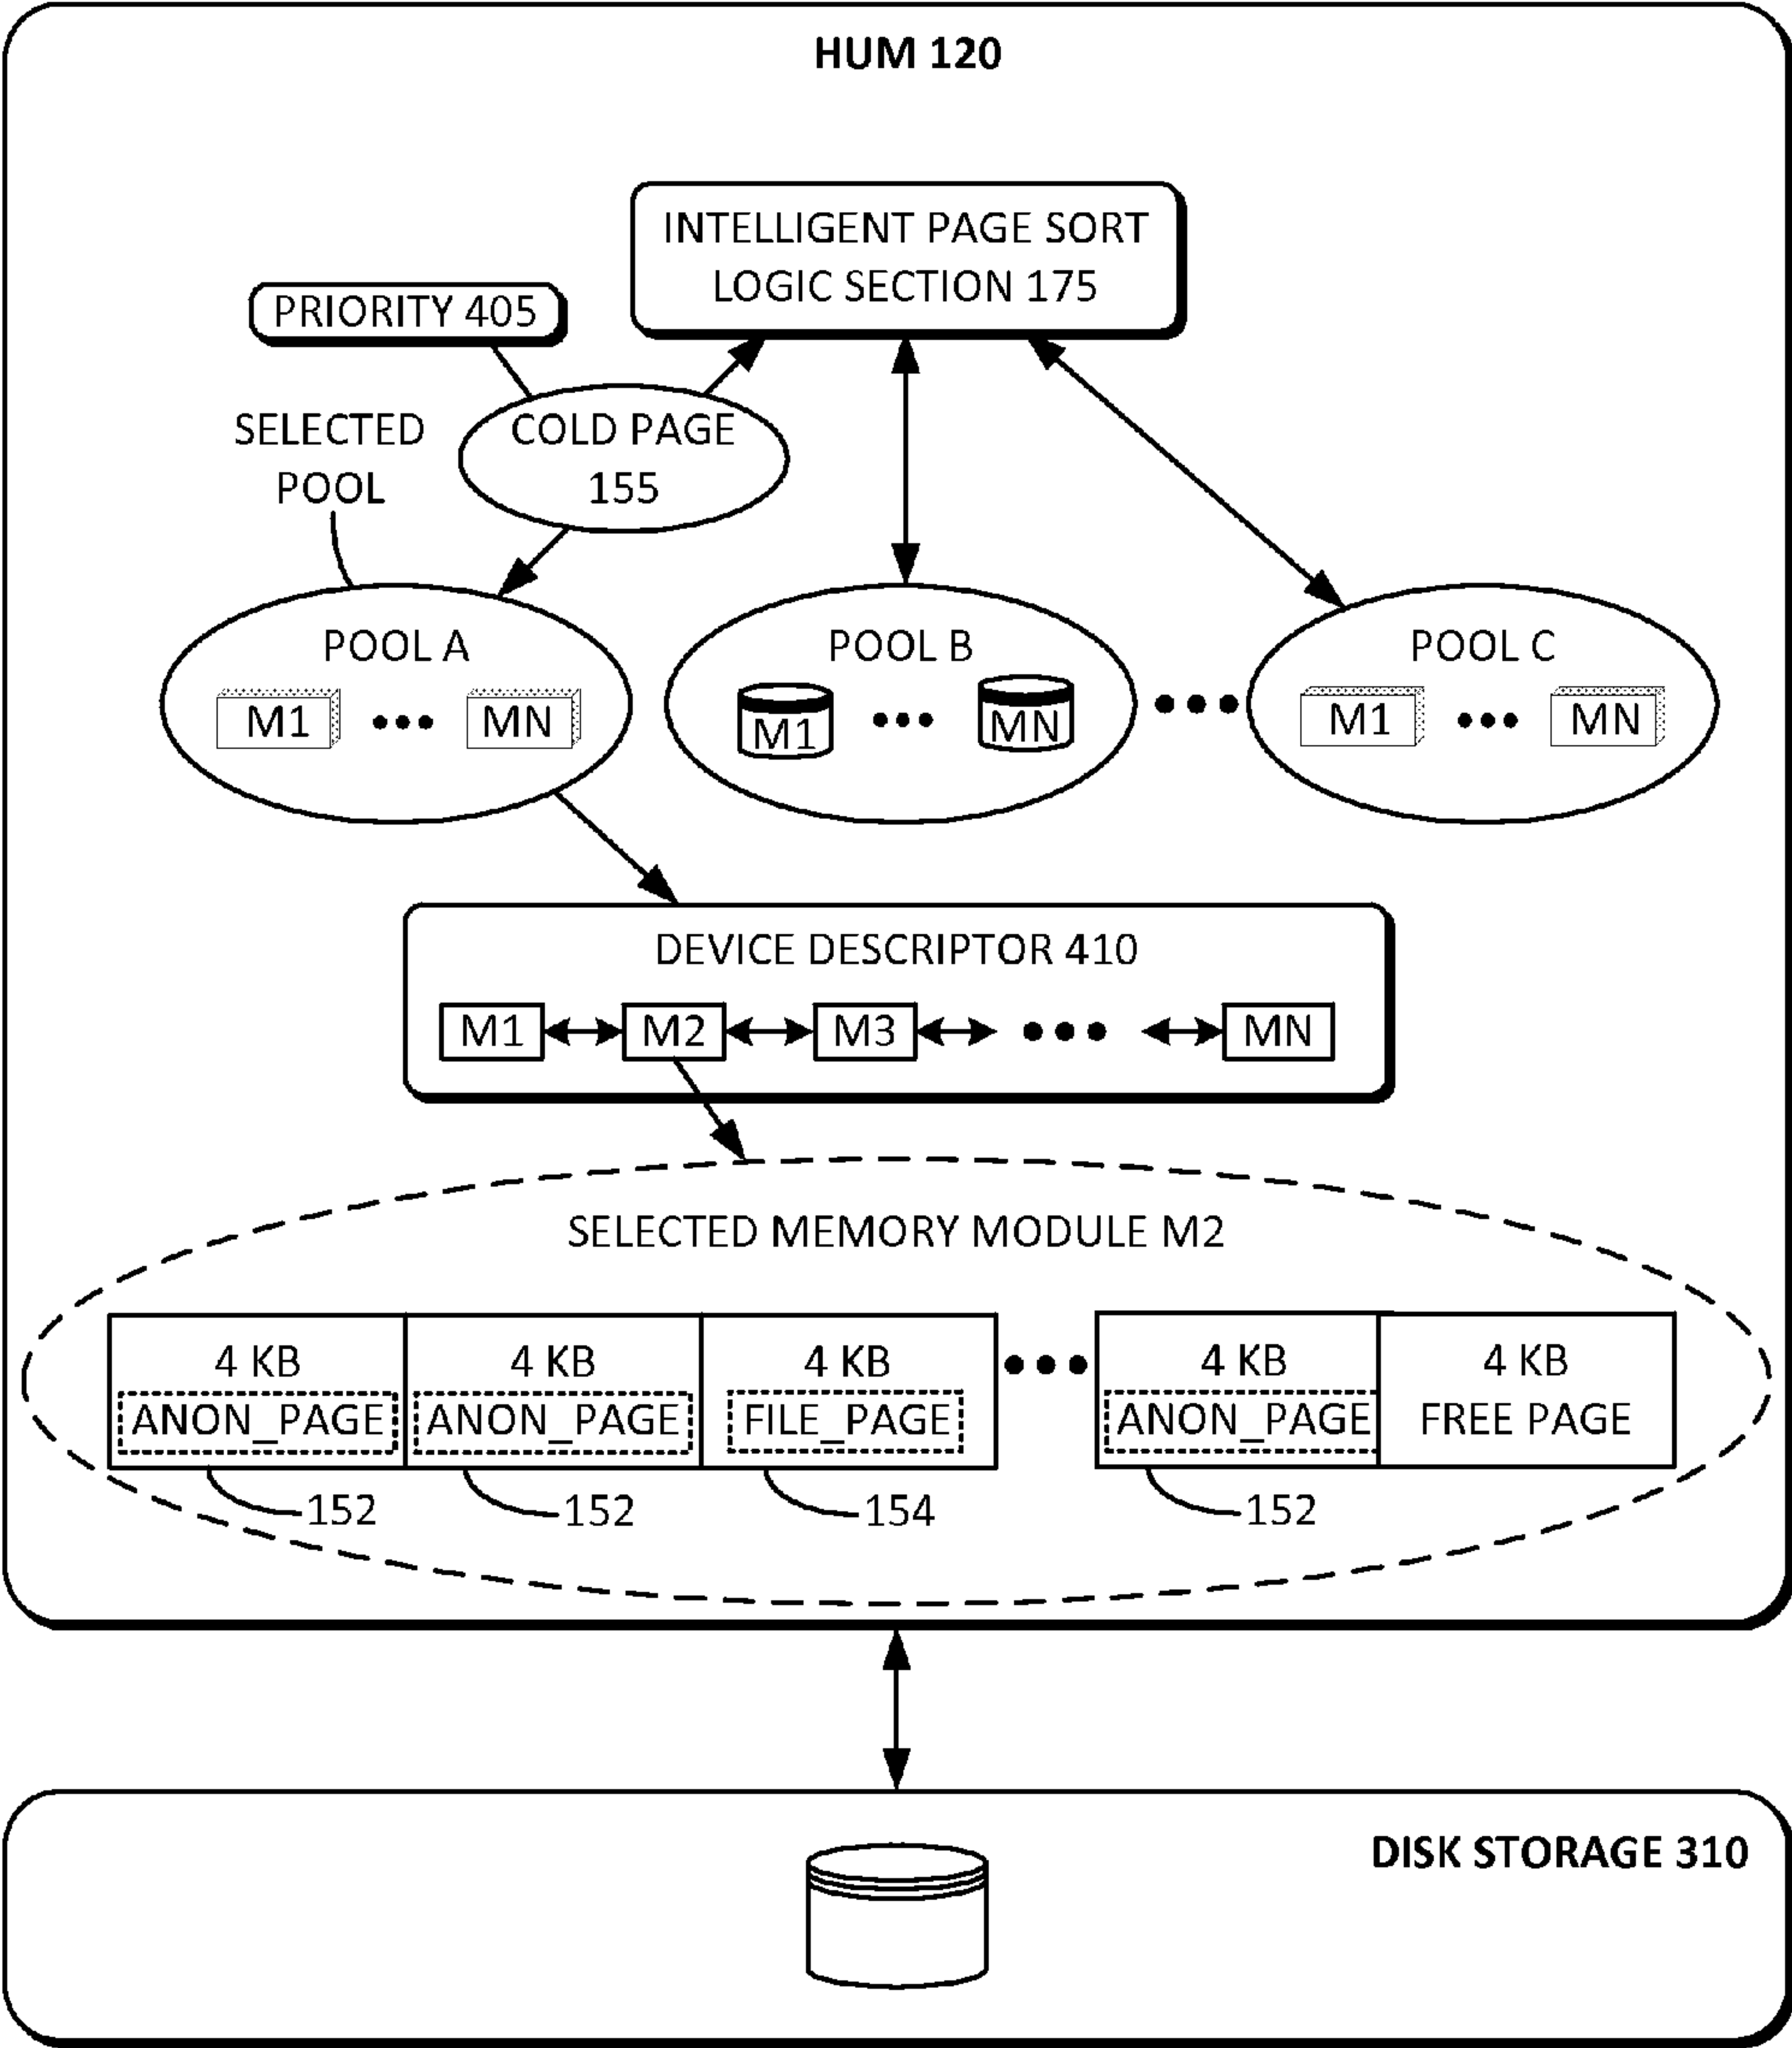 HUM 120
INTELLIGENT PAGE SORT
LOGIC SECTION 175
PRIORITY 405
SELECTED
POOL
COLD PAGE
155
POOL A
M1 ••• MN
POOL B
M1 ••• MN
•••
POOL C
M1 ••• MN
DEVICE DESCRIPTOR 410
M1 M2 M3 ••• MN
SELECTED MEMORY MODULE M2
4 KB 4 KB 4 KB ••• 4 KB 4 KB
ANON_PAGE ANON_PAGE FILE_PAGE ANON_PAGE FREE PAGE
152 152 154 152
DISK STORAGE 310